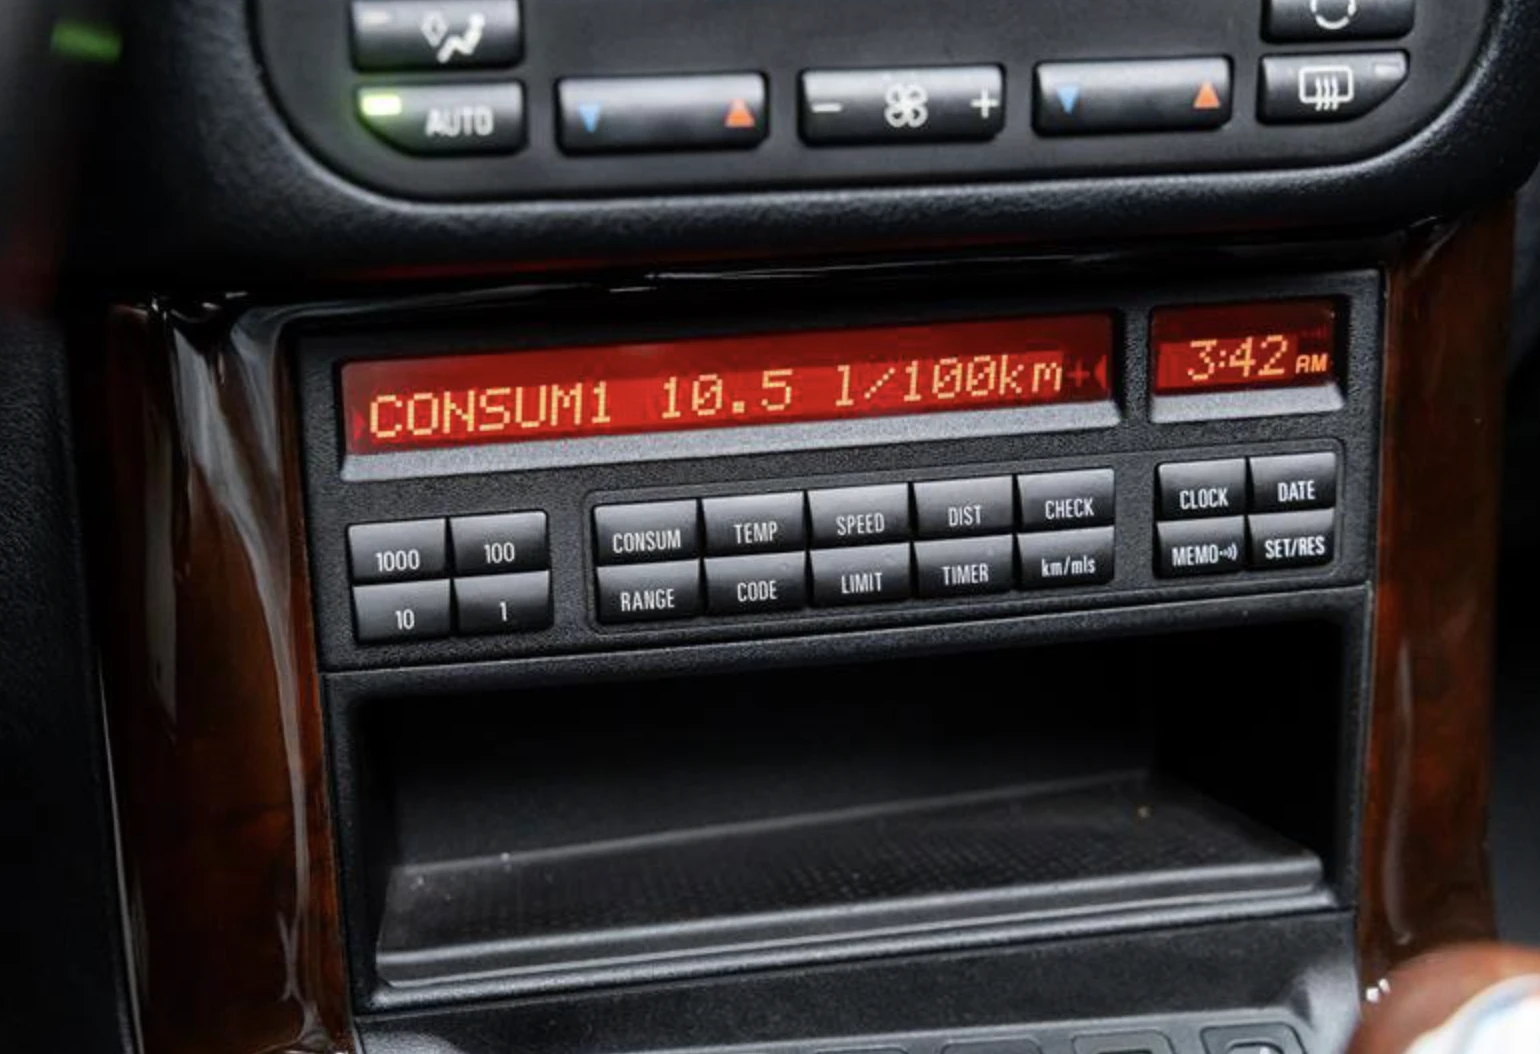 AUTO
- +
CONSUM1 10.5 l/100km
3:42 AM
1000 100
10 1
CONSUM TEMP SPEED DIST CHECK
RANGE CODE LIMIT TIMER km/mls
CLOCK DATE
MEMO SET/RES